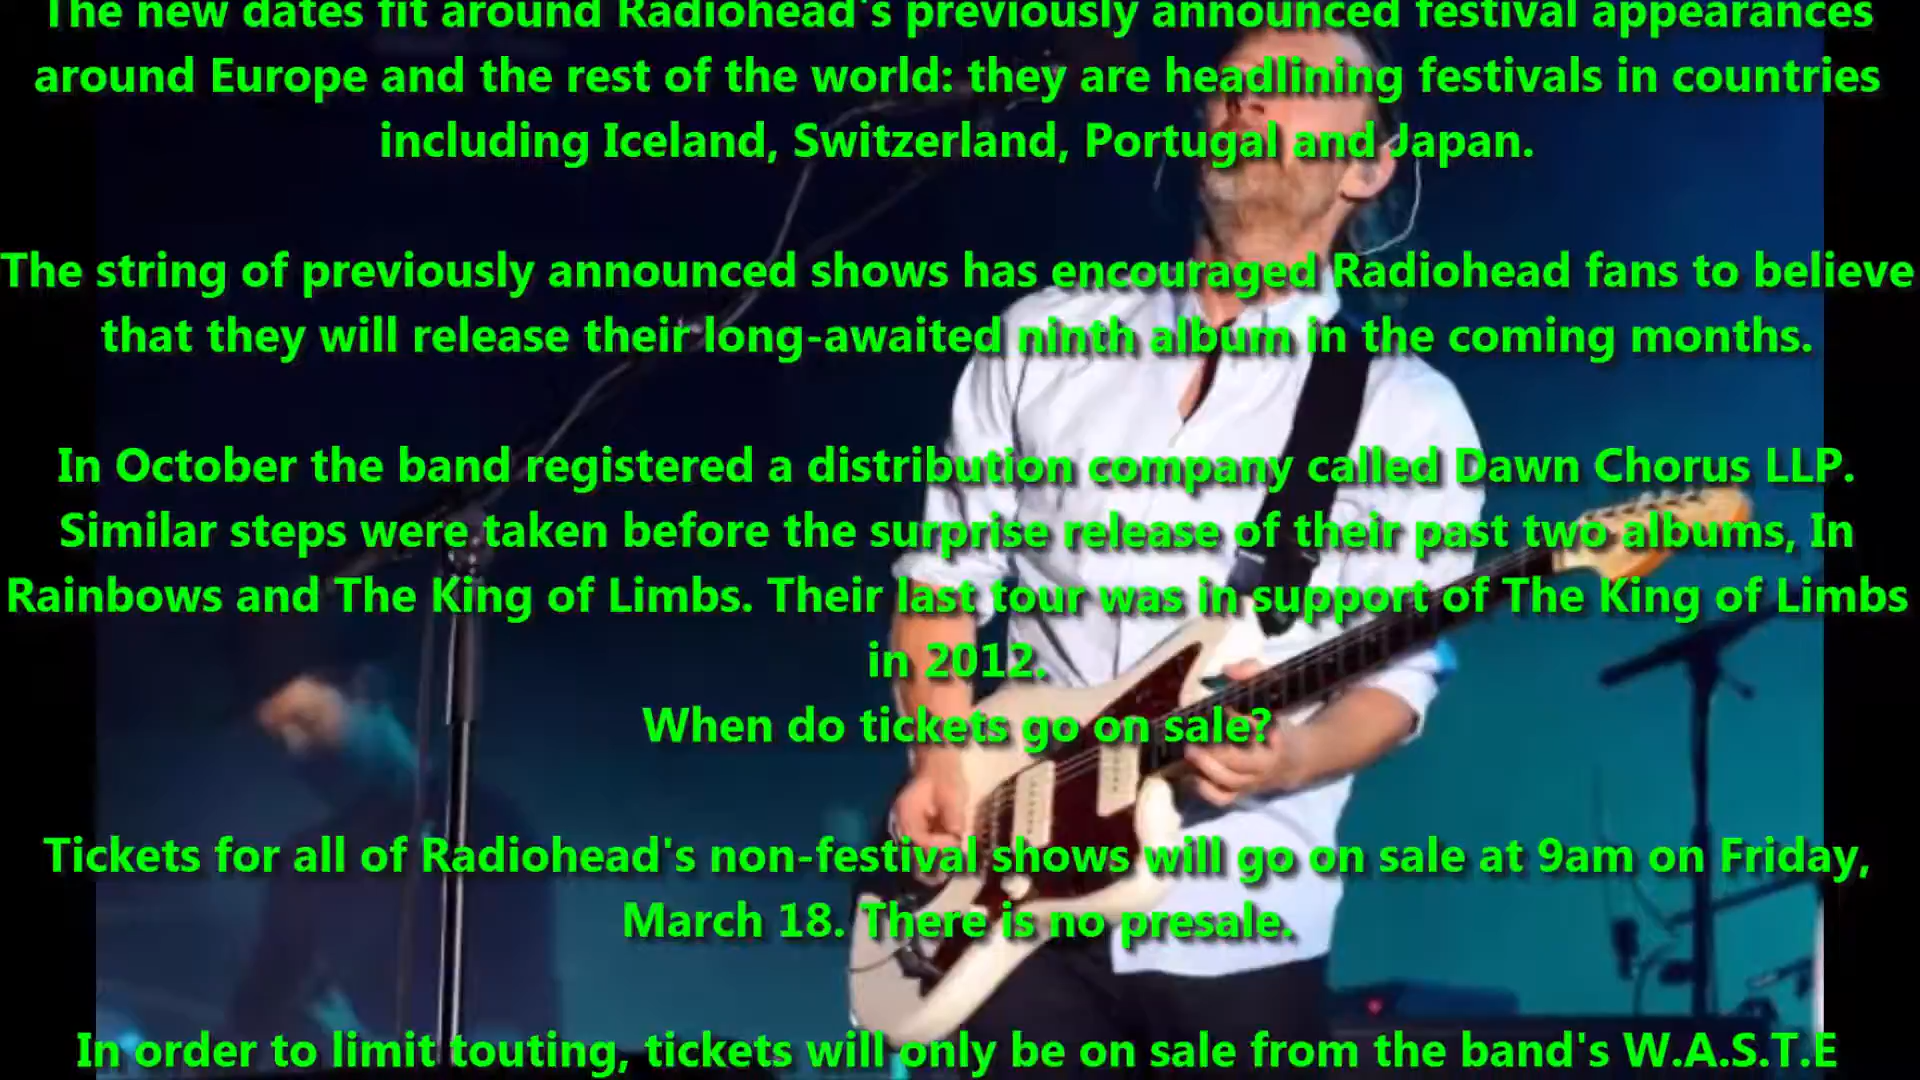 The new dates fit around Radiohead's previously announced festival appearances
around Europe and the rest of the world: they are headlining festivals in countries
including Iceland, Switzerland, Portugal and Japan.
The string of previously announced shows has encouraged Radiohead fans to believe
that they will release their long-awaited ninth album in the coming months.
In October the band registered a distribution company called Dawn Chorus LLP.
Similar steps were taken before the surprise release of their past two albums, In
Rainbows and The King of Limbs. Their last tour was in support of The King of Limbs
in 2012.
When do tickets go on sale?
Tickets for all of Radiohead's non-festival shows will go on sale at 9am on Friday,
March 18. There is no presale.
In order to limit touting, tickets will only be on sale from the band's W.A.S.T.E